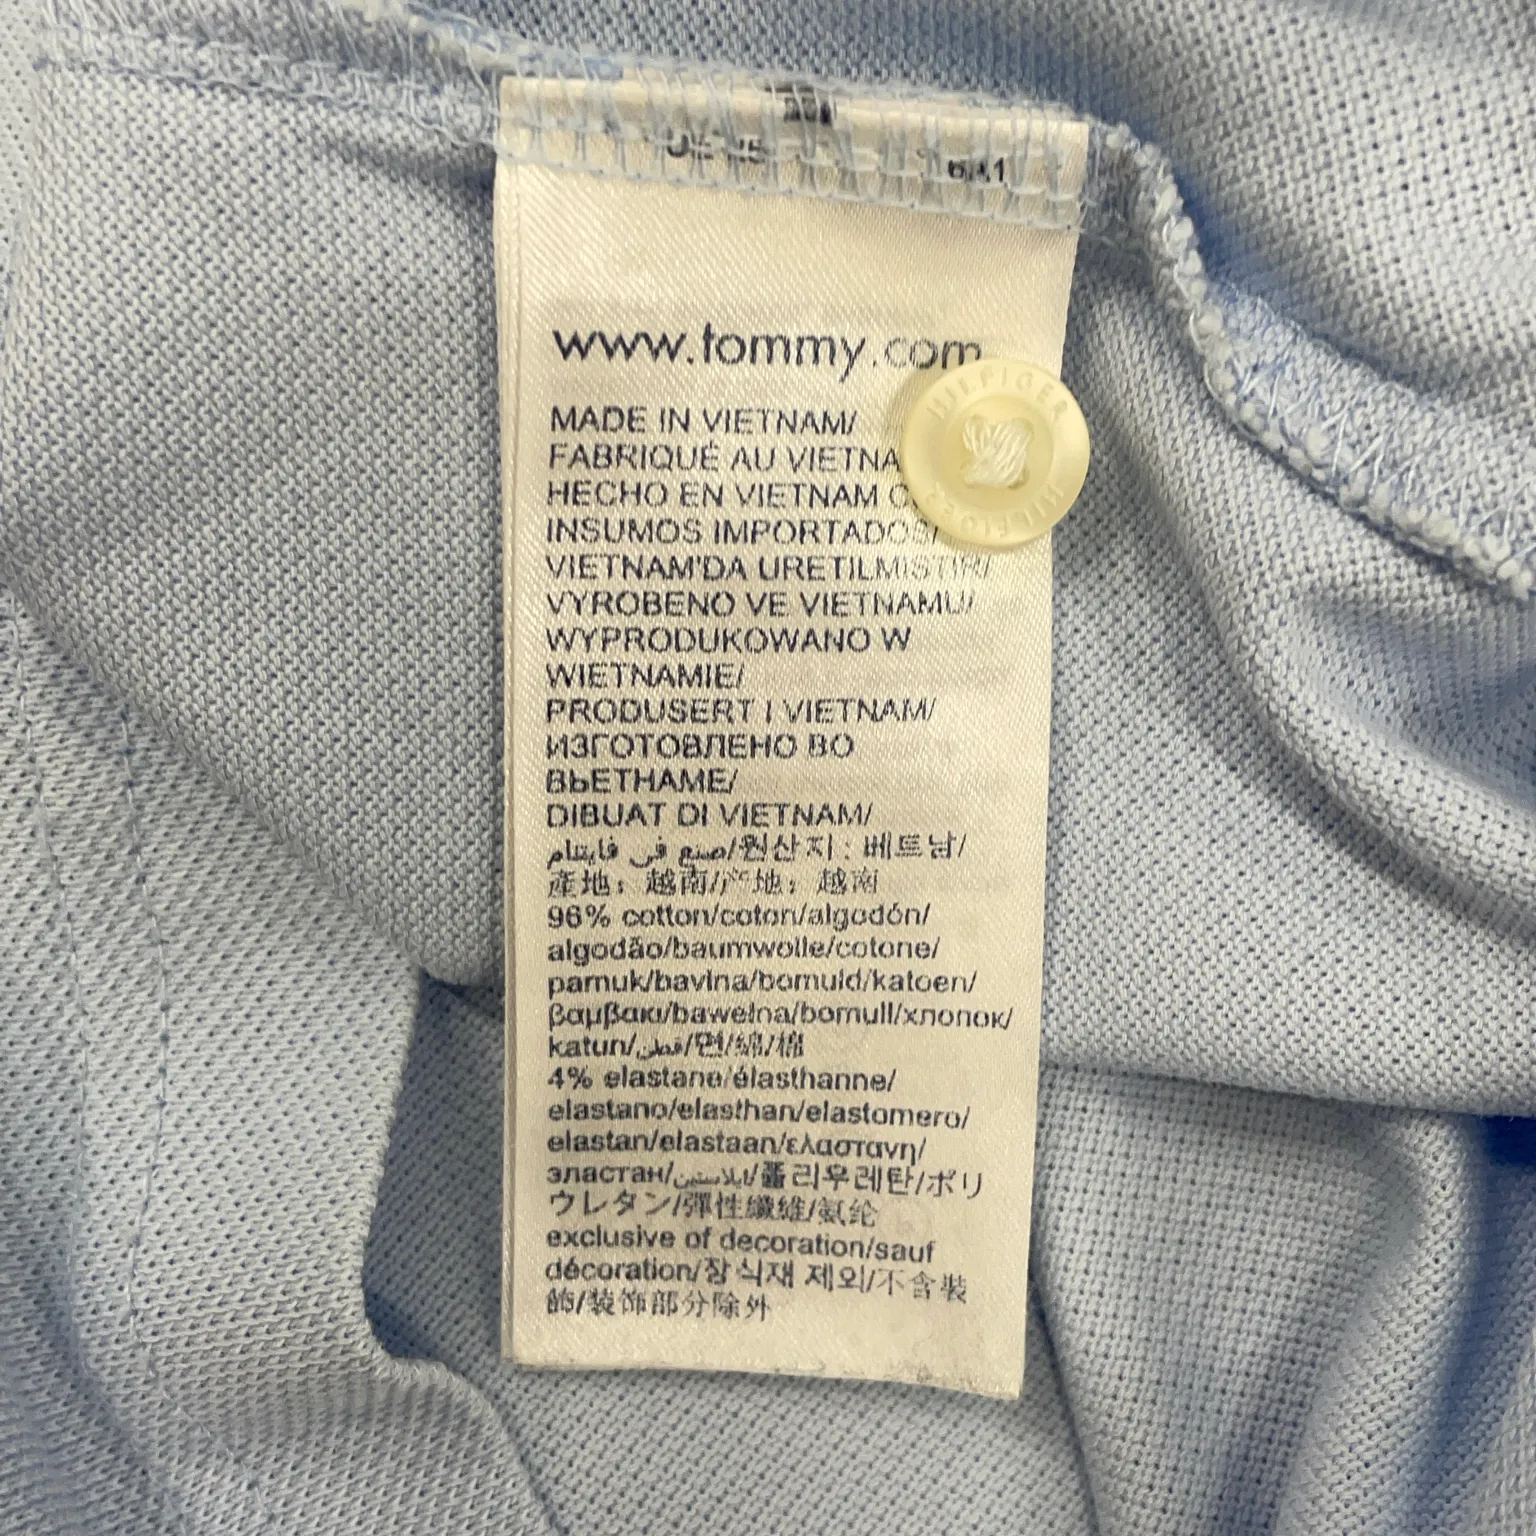 www.tommy.com
HILFIGER
HILFIGER
MADE IN VIETNAM/
FABRIQUÉ AU VIETNA
HECHO EN VIETNAM C
INSUMOS IMPORTADOS/
VIETNAM'DA URETILMISTIR/
VYROBENO VE VIETNAMU/
WYPRODUKOWANO W
WIETNAMIE/
PRODUSERT I VIETNAM/
ИЗГОТОВЛЕНО ВО
ВЬЕТНАМЕ/
DIBUAT DI VIETNAM/
صنع في فايتنام/원산지 : 베트남/
產地：越南/产地：越南
96% cotton/coton/algodón/
algodão/baumwolle/cotone/
pamuk/bavlna/bomuld/katoen/
βαμβακι/bawełna/bomull/хлопок/
katun/قطن/면/綿/棉
4% elastane/élasthanne/
elastano/elasthan/elastomero/
elastan/elastaan/ελαστανη/
эластан/ايلاستين/폴리우레탄/ポリ
ウレタン/彈性纖維/氨纶
exclusive of decoration/sauf
décoration/장식재 제외/不含裝
飾/装饰部分除外